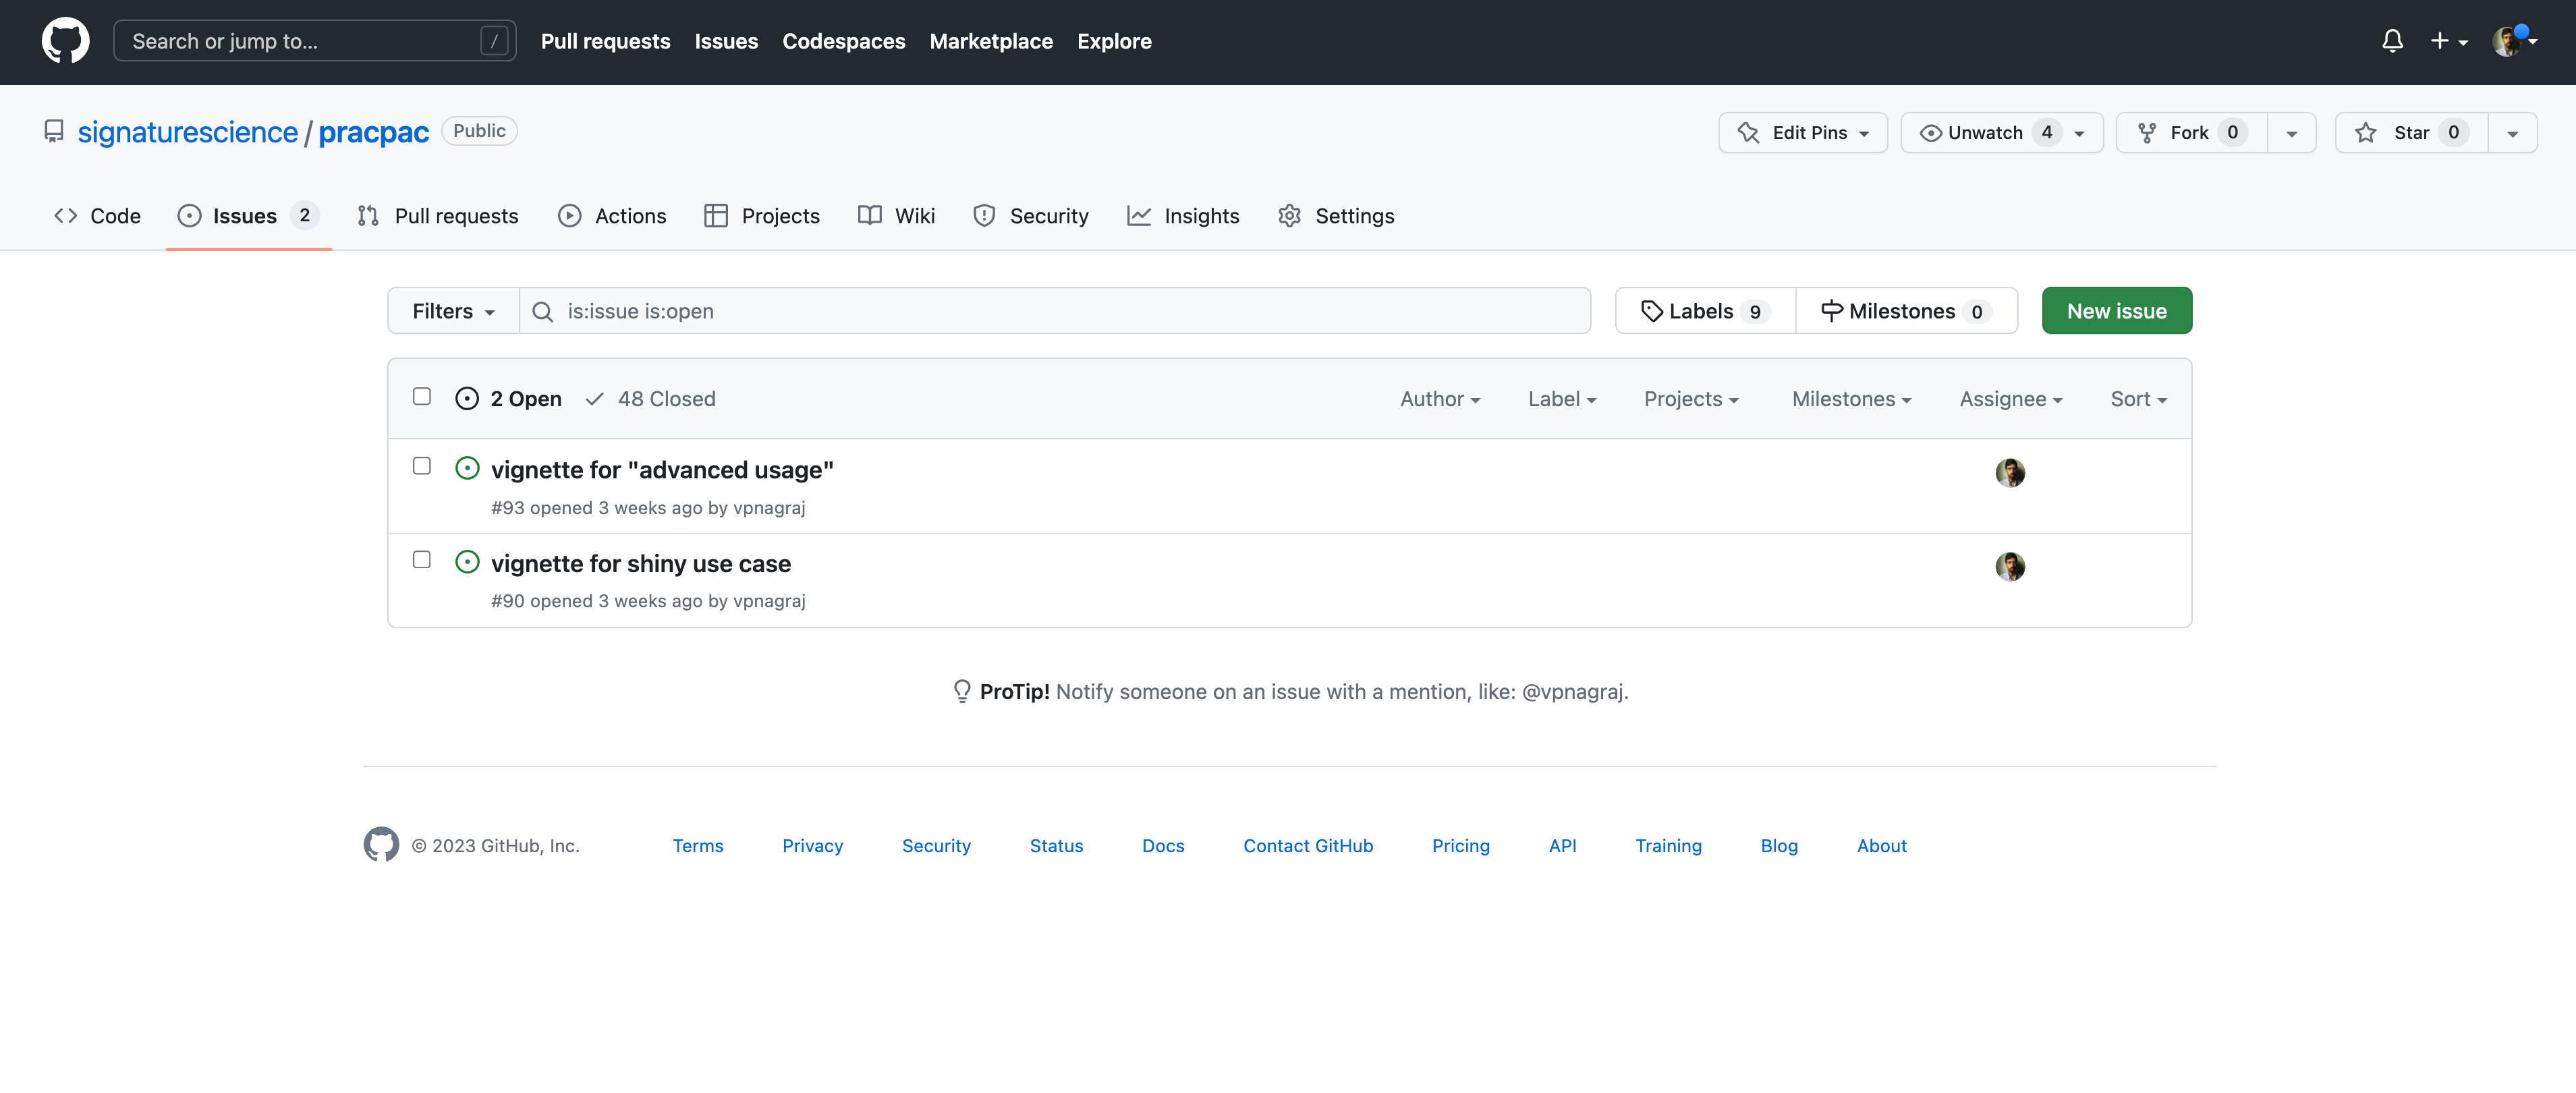 Search or jump to... / Pull requests Issues Codespaces Marketplace Explore
signaturescience / pracpac Public Edit Pins Unwatch 4 Fork 0 Star 0
Code Issues 2 Pull requests Actions Projects Wiki Security Insights Settings
Filters is:issue is:open Labels 9 Milestones 0 New issue
2 Open 48 Closed Author Label Projects Milestones Assignee Sort
vignette for "advanced usage"
#93 opened 3 weeks ago by vpnagraj
vignette for shiny use case
#90 opened 3 weeks ago by vpnagraj
ProTip! Notify someone on an issue with a mention, like: @vpnagraj.
© 2023 GitHub, Inc. Terms Privacy Security Status Docs Contact GitHub Pricing API Training Blog About